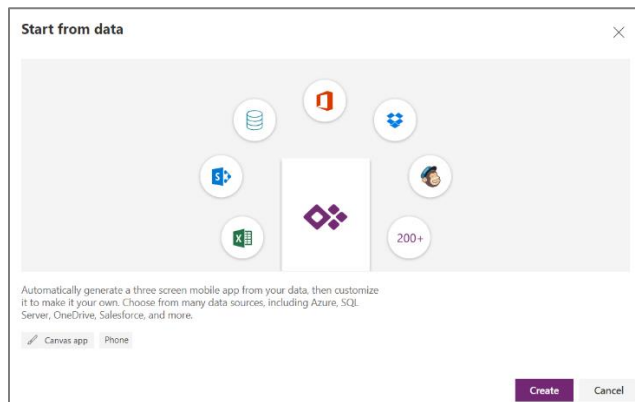 Start from data
200+
Automatically generate a three screen mobile app from your data, then customize
it to make it your own. Choose from many data sources, including Azure, SQL
Server, OneDrive, Salesforce, and more.
Canvas app Phone
Create Cancel